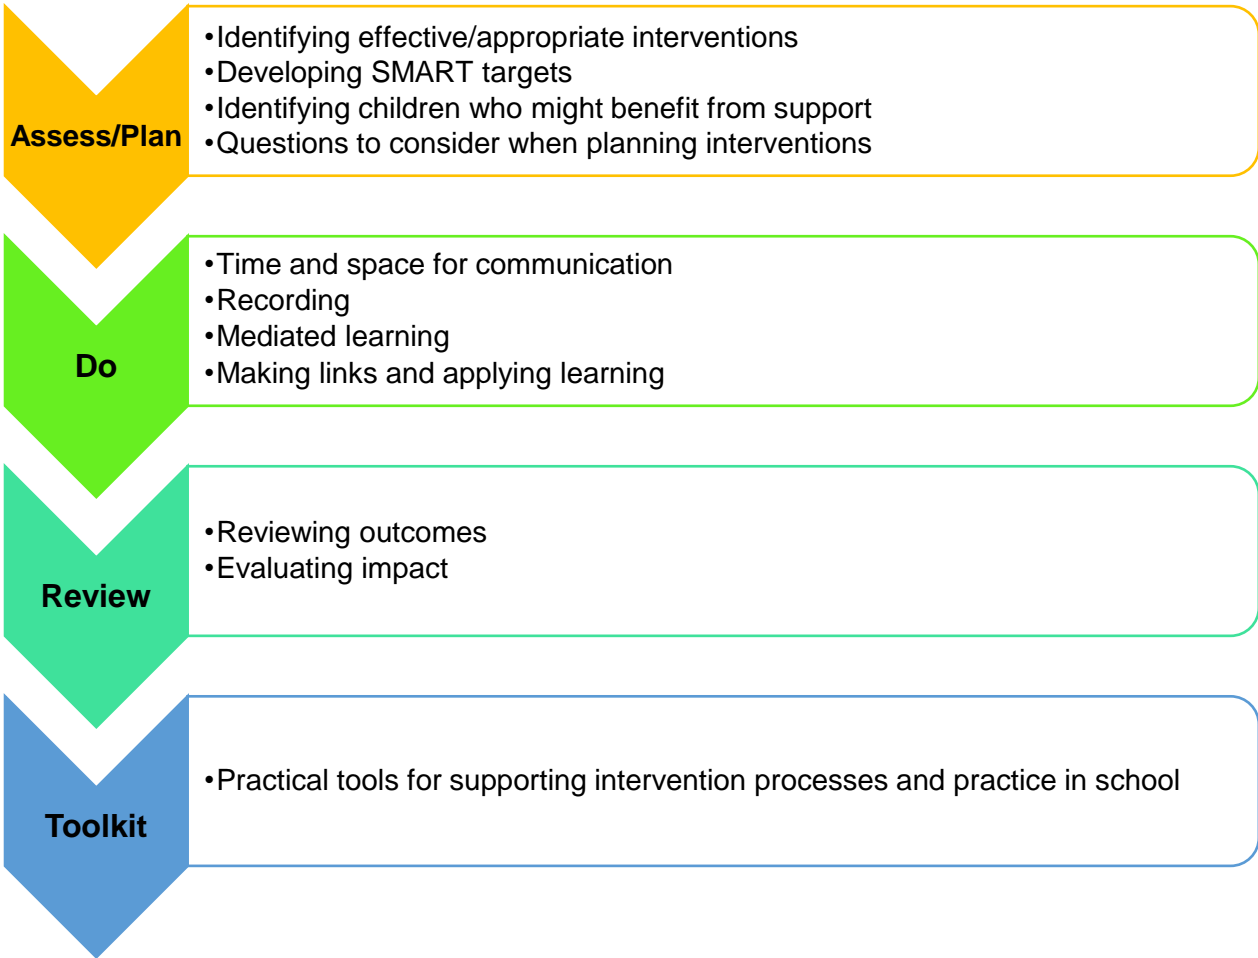 Assess/Plan
•Identifying effective/appropriate interventions
•Developing SMART targets
•Identifying children who might benefit from support
•Questions to consider when planning interventions
Do
•Time and space for communication
•Recording
•Mediated learning
•Making links and applying learning
Review
•Reviewing outcomes
•Evaluating impact
Toolkit
•Practical tools for supporting intervention processes and practice in school